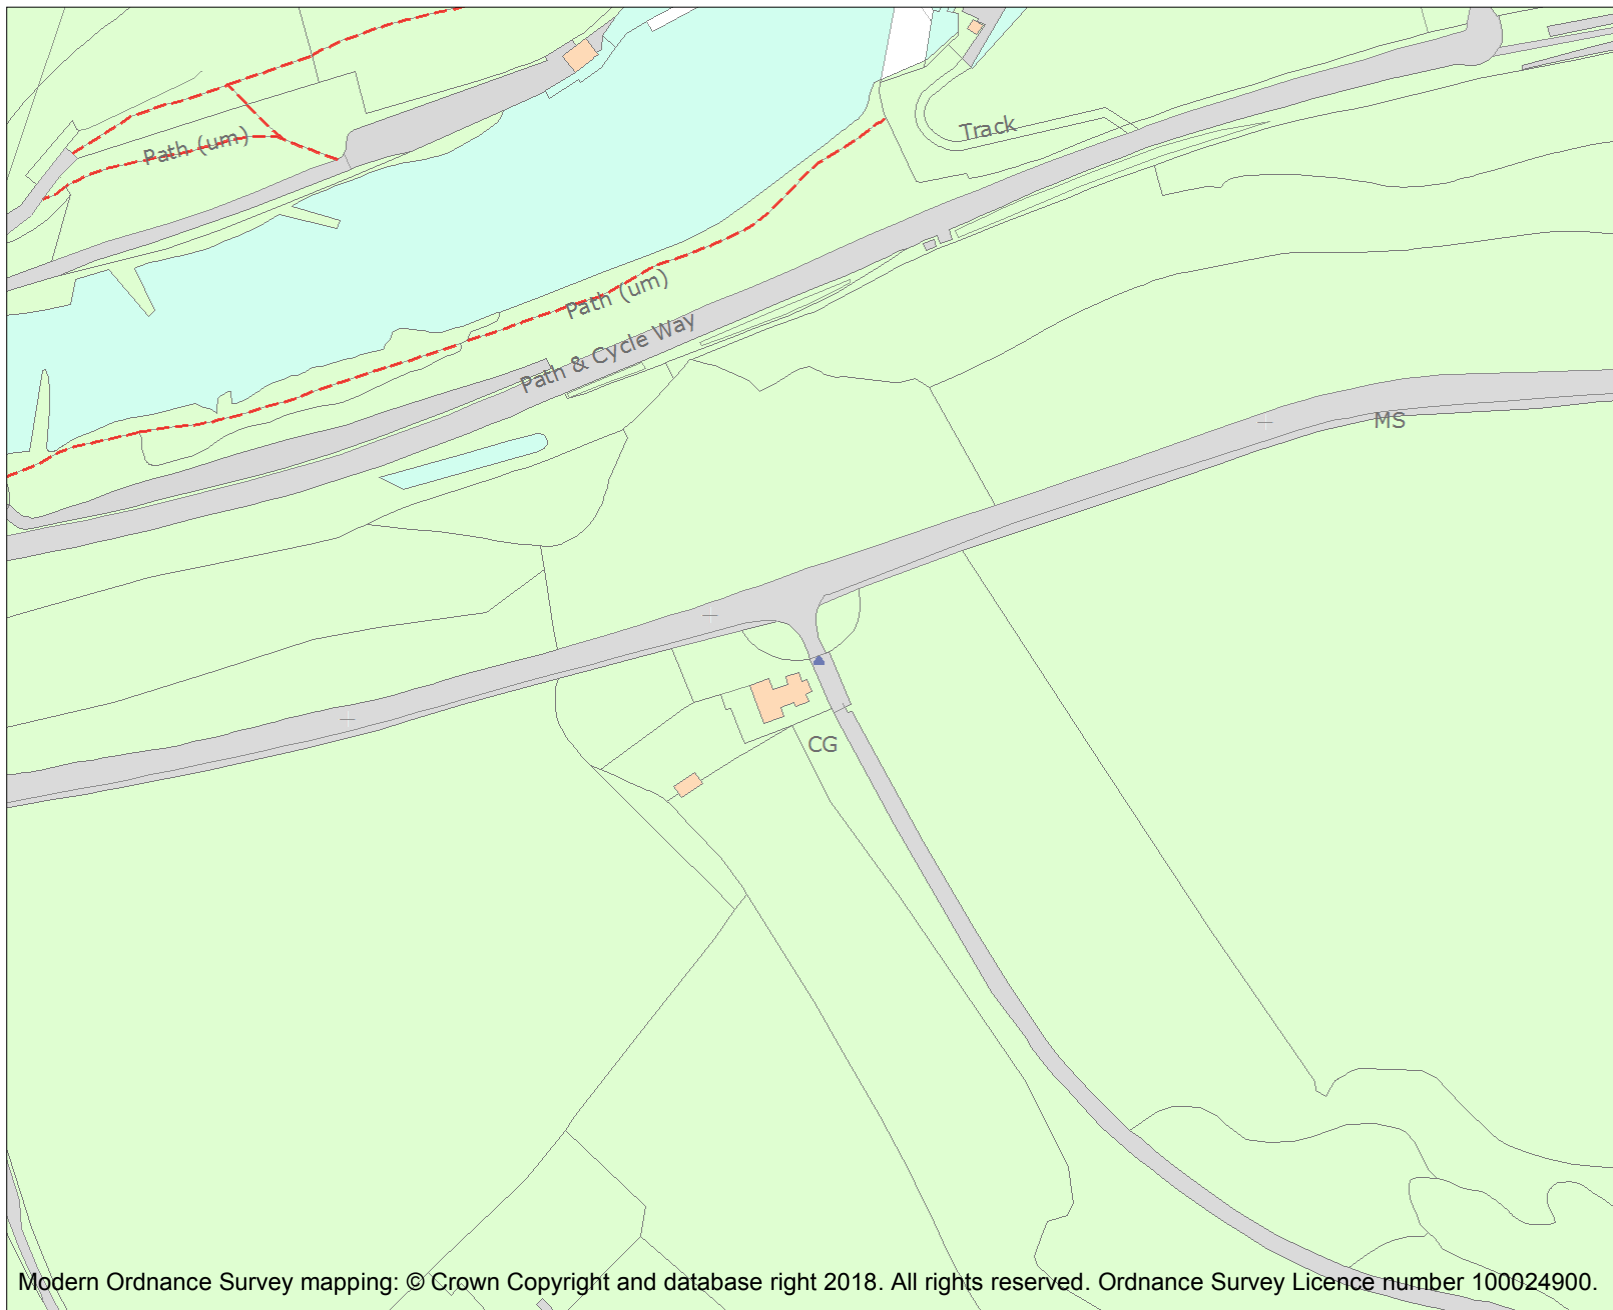 Track
Path (um)
Path (um)
Path & Cycle Way
MS
CG
Modern Ordnance Survey mapping: © Crown Copyright and database right 2018. All rights reserved. Ordnance Survey Licence number 100024900.